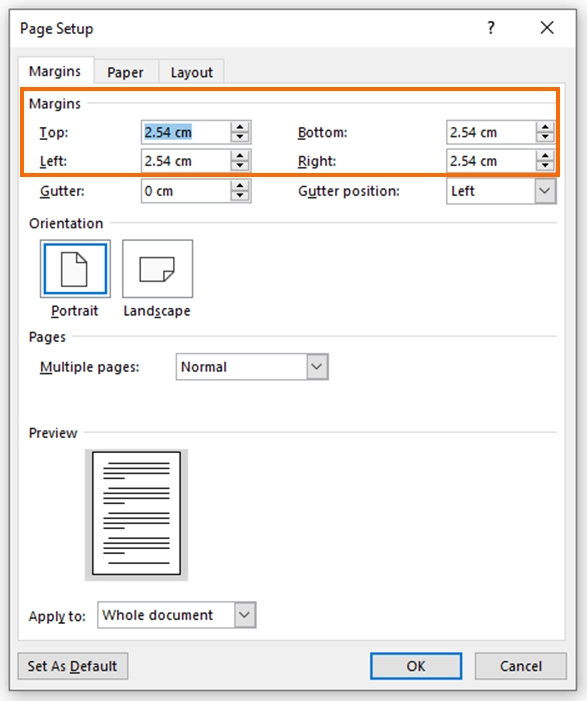 Page Setup ?
Margins Paper Layout
Margins
Top: 2.54 cm Bottom: 2.54 cm
Left: 2.54 cm Right: 2.54 cm
Gutter: 0 cm Gutter position: Left
Orientation
Portrait Landscape
Pages
Multiple pages: Normal
Preview
Apply to: Whole document
Set As Default OK Cancel